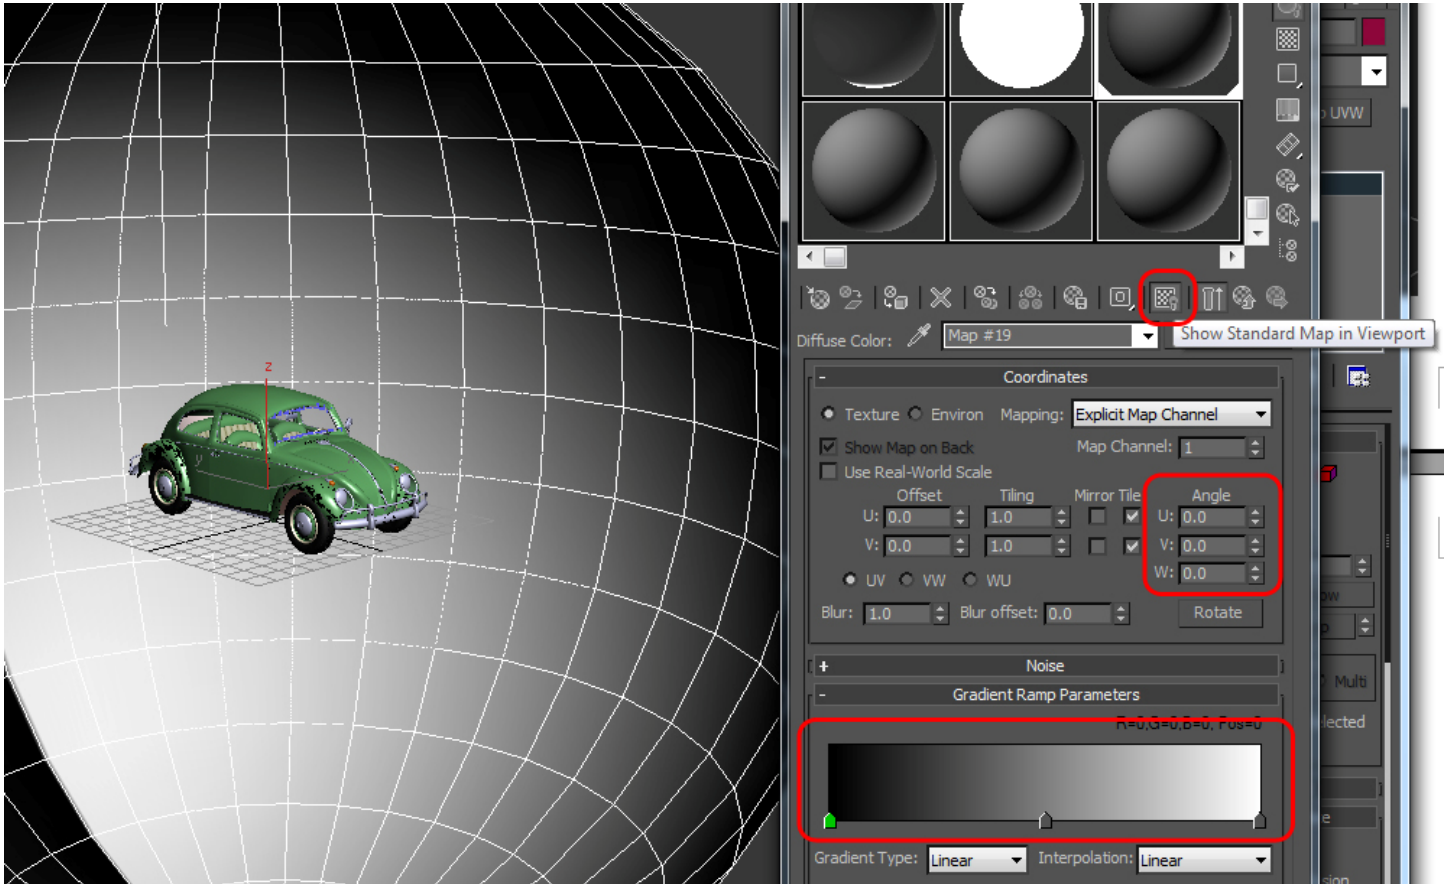 UVW
Diffuse Color:
Map #19
Show Standard Map in Viewport
- Coordinates
Texture Environ Mapping: Explicit Map Channel
Show Map on Back Map Channel: 1
Use Real-World Scale
Offset Tiling Mirror Tile Angle
U: 0.0 1.0 U: 0.0
V: 0.0 1.0 V: 0.0
W: 0.0
UV VW WU
Blur: 1.0 Blur offset: 0.0 Rotate
+ Noise
Multi
- Gradient Ramp Parameters
R=0,G=0,B=0, Pos=0
lected
Gradient Type: Linear Interpolation: Linear
z
y